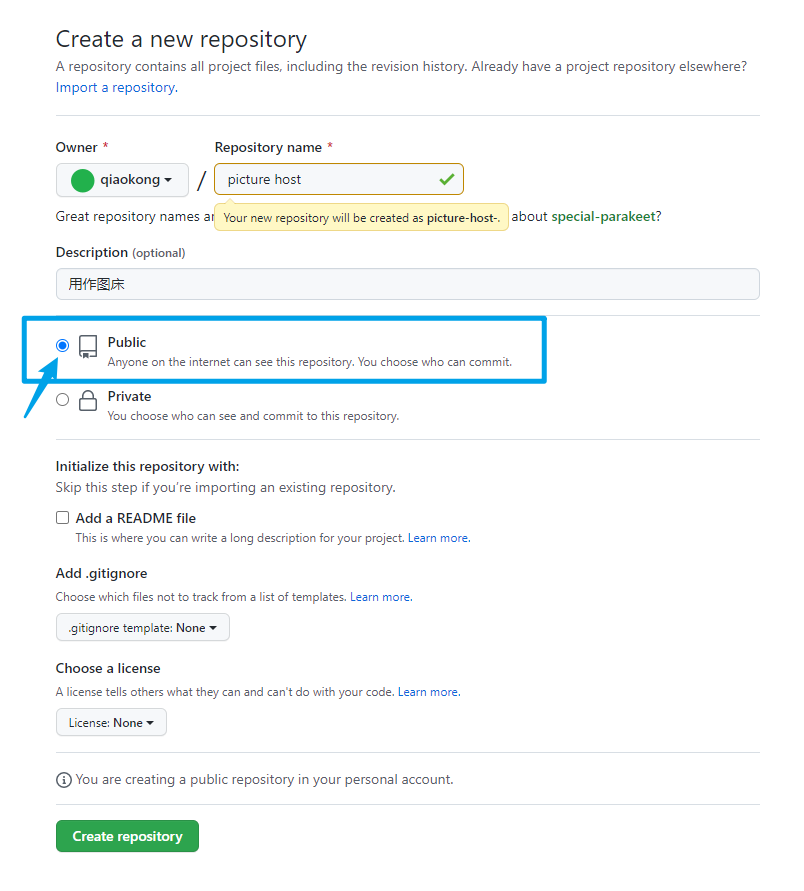 Create a new repository
A repository contains all project files, including the revision history. Already have a project repository elsewhere?
Import a repository.
Owner *
Repository name *
qiaokong
/
picture host
Great repository names
Your new repository will be created as picture-host-.
about special-parakeet?
Description (optional)
用作图床
Public
Anyone on the internet can see this repository. You choose who can commit.
Private
You choose who can see and commit to this repository.
Initialize this repository with:
Skip this step if you're importing an existing repository.
Add a README file
This is where you can write a long description for your project. Learn more.
Add .gitignore
Choose which files not to track from a list of templates. Learn more.
.gitignore template: None
Choose a license
A license tells others what they can and can't do with your code. Learn more.
License: None
You are creating a public repository in your personal account.
Create repository